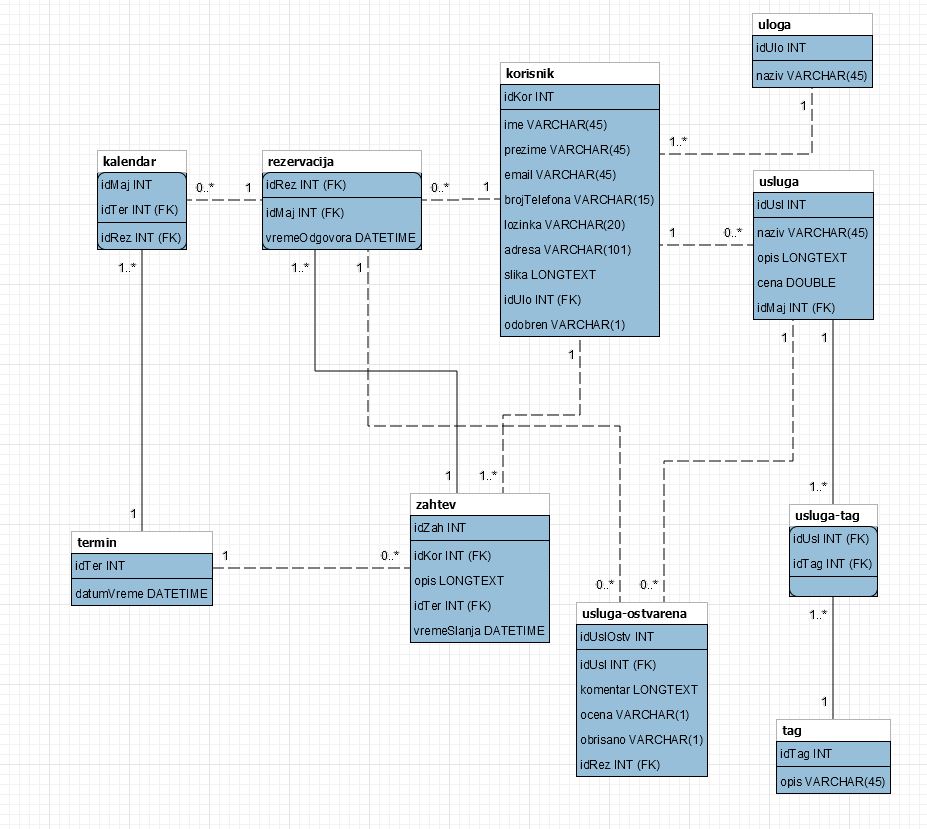 uloga
idUlo INT
naziv VARCHAR(45)
1
1..*
korisnik
idKor INT
ime VARCHAR(45)
prezime VARCHAR(45)
email VARCHAR(45)
brojTelefona VARCHAR(15)
lozinka VARCHAR(20)
adresa VARCHAR(101)
slika LONGTEXT
idUlo INT (FK)
odobren VARCHAR(1)
kalendar
idMaj INT
idTer INT (FK)
idRez INT (FK)
0..*
1
rezervacija
idRez INT (FK)
idMaj INT (FK)
vremeOdgovora DATETIME
0..*
1
usluga
idUsl INT
naziv VARCHAR(45)
opis LONGTEXT
cena DOUBLE
idMaj INT (FK)
1
0..*
1..*
1..*
1
1
1
1
1
1..*
1..*
1
zahtev
idZah INT
idKor INT (FK)
opis LONGTEXT
idTer INT (FK)
vremeSlanja DATETIME
termin
idTer INT
datumVreme DATETIME
1
0..*
usluga-tag
idUsl INT (FK)
idTag INT (FK)
0..*
0..*
1..*
usluga-ostvarena
idUslOstv INT
idUsl INT (FK)
komentar LONGTEXT
ocena VARCHAR(1)
obrisano VARCHAR(1)
idRez INT (FK)
1
tag
idTag INT
opis VARCHAR(45)